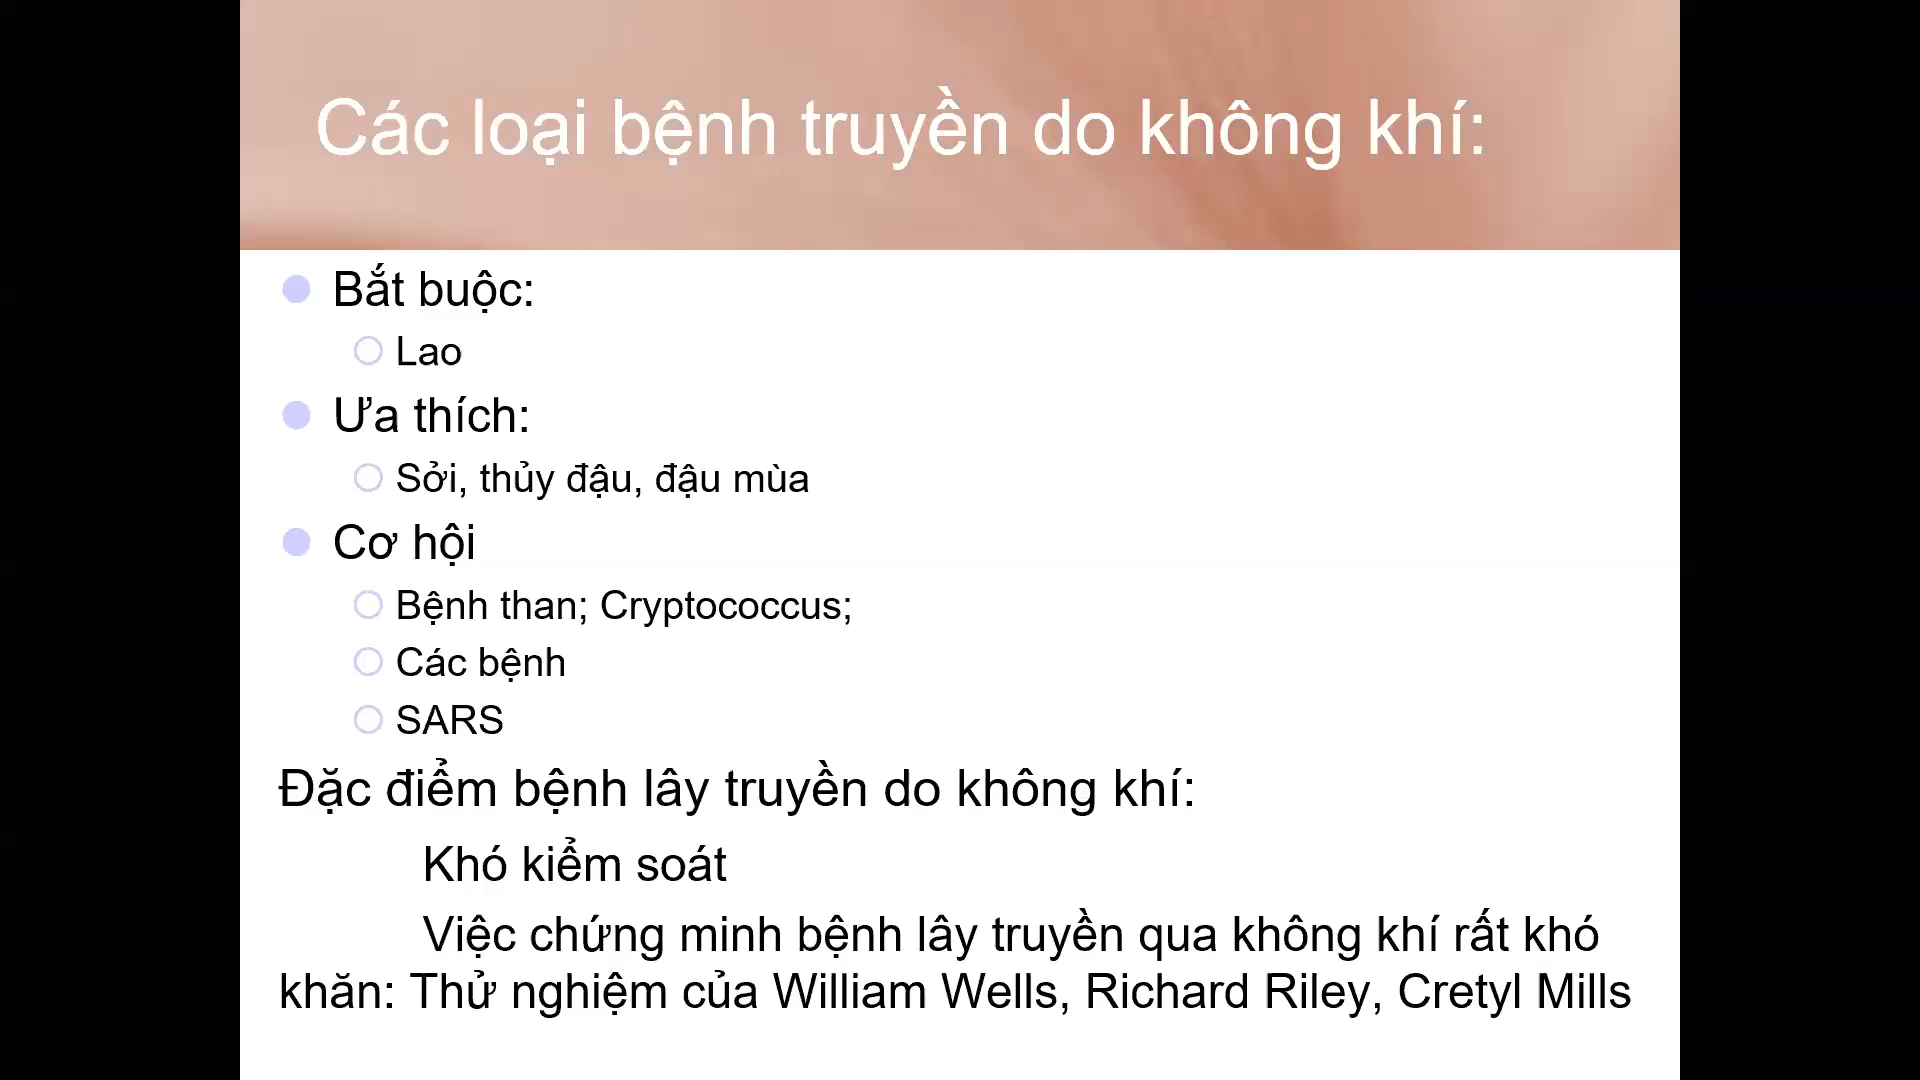 Các loại bệnh truyền do không khí:
Bắt buộc:
Lao
Ưa thích:
Sởi, thủy đậu, đậu mùa
Cơ hội
Bệnh than; Cryptococcus;
Các bệnh
SARS
Đặc điểm bệnh lây truyền do không khí:
Khó kiểm soát
Việc chứng minh bệnh lây truyền qua không khí rất khó
khăn: Thử nghiệm của William Wells, Richard Riley, Cretyl Mills